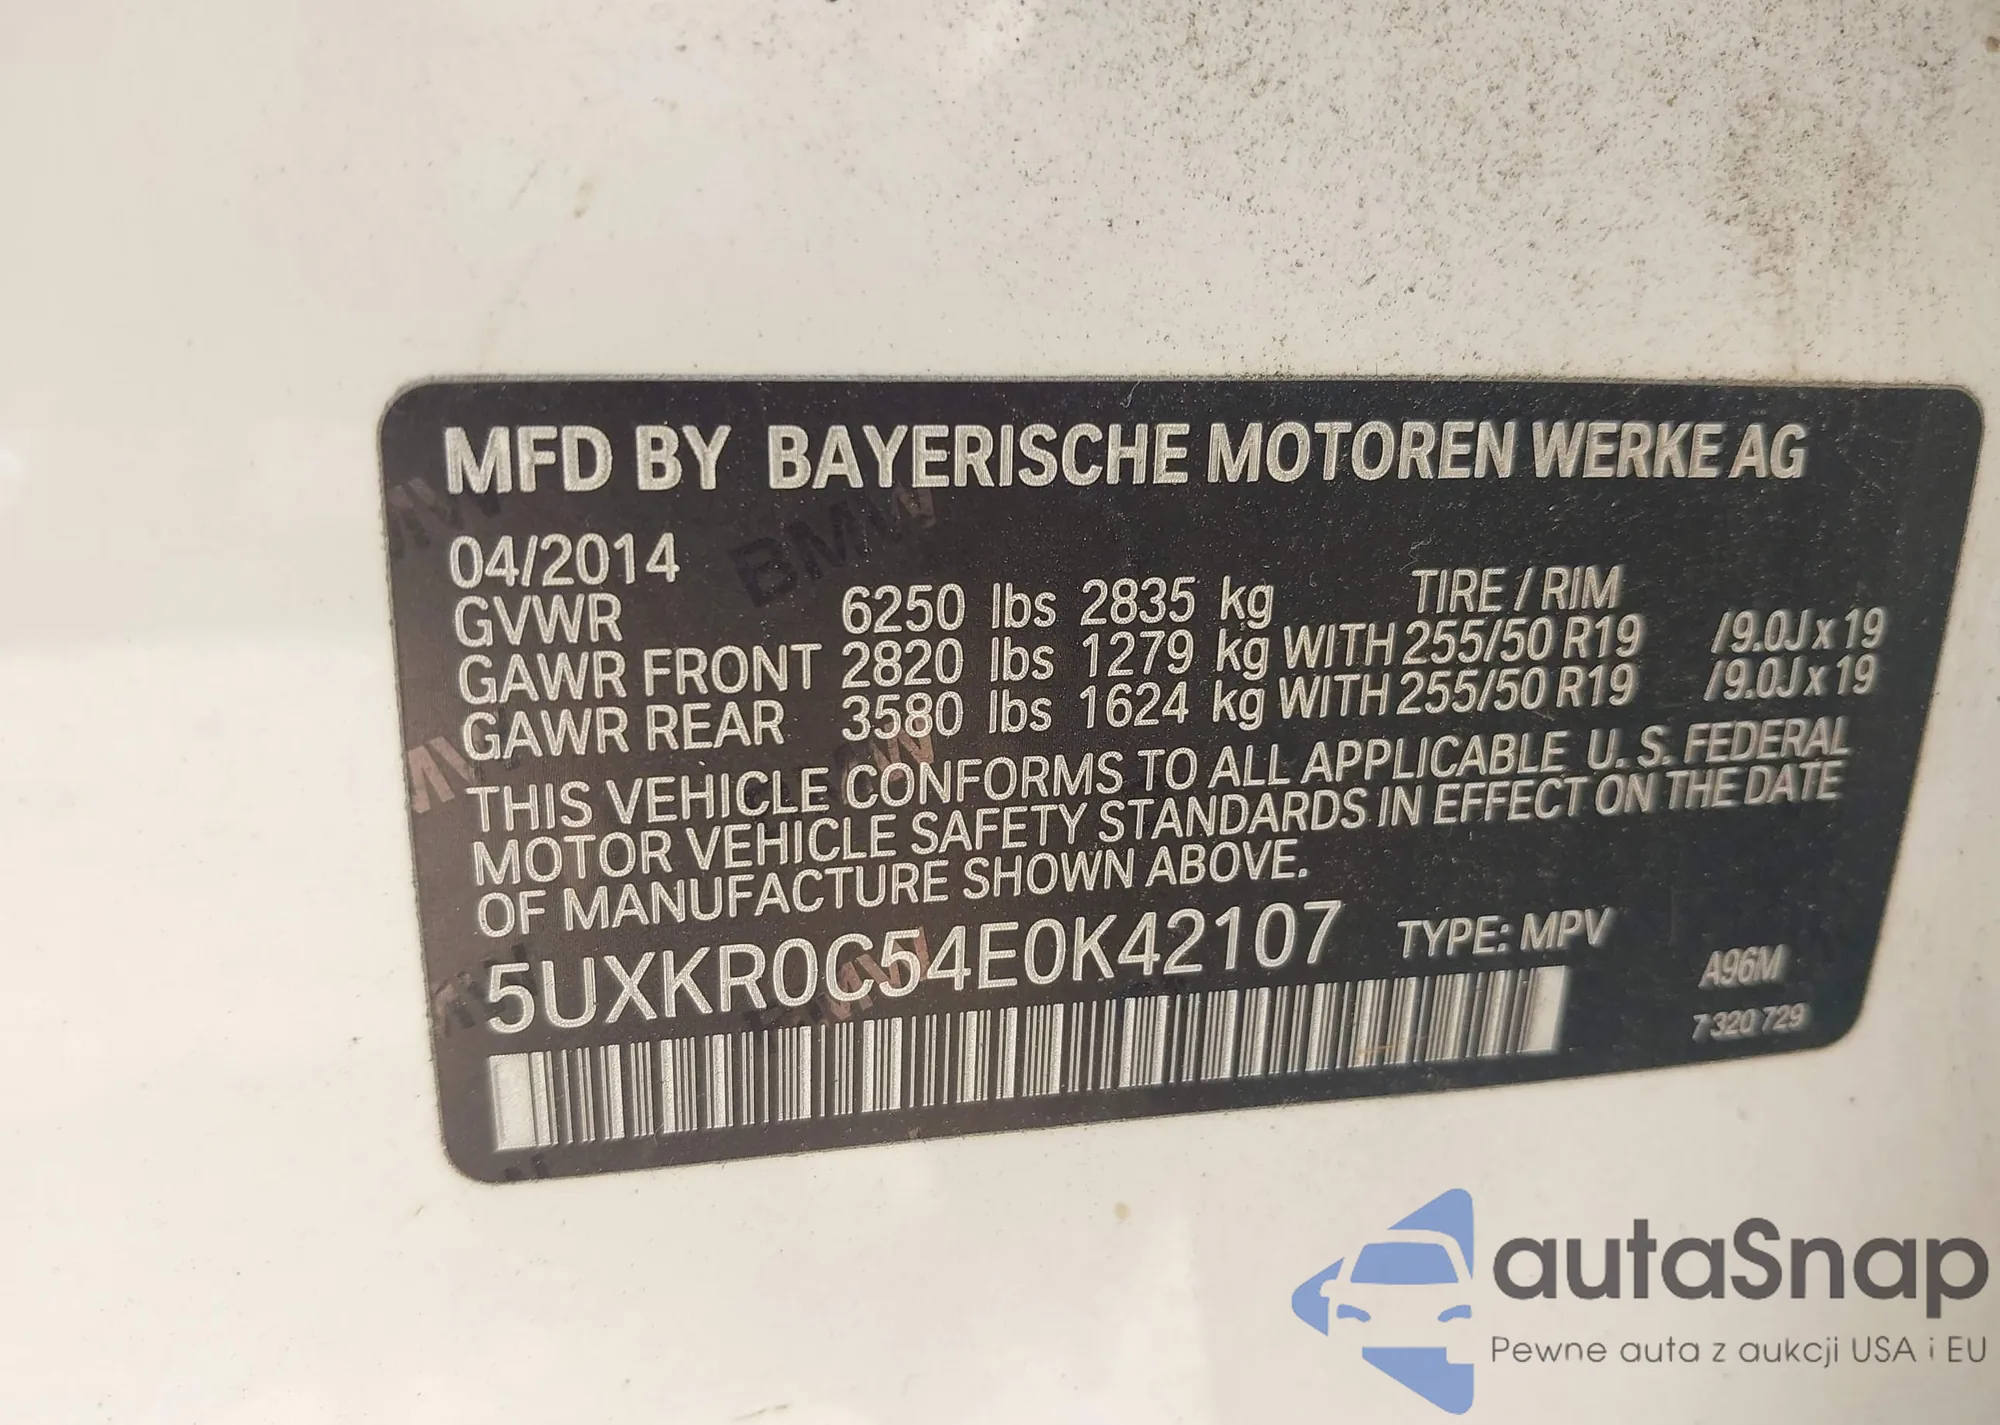 MFD BY BAYERISCHE MOTOREN WERKE AG
04/2014
GVWR 6250 lbs 2835 kg TIRE / RIM
GAWR FRONT 2820 lbs 1279 kg WITH 255/50 R19 /9.0J x 19
GAWR REAR 3580 lbs 1624 kg WITH 255/50 R19 /9.0J x 19
THIS VEHICLE CONFORMS TO ALL APPLICABLE U. S. FEDERAL
MOTOR VEHICLE SAFETY STANDARDS IN EFFECT ON THE DATE
OF MANUFACTURE SHOWN ABOVE.
5UXKR0C54E0K42107 TYPE: MPV
A96M
7 320 729
autaSnap
Pewne auta z aukcji USA i EU